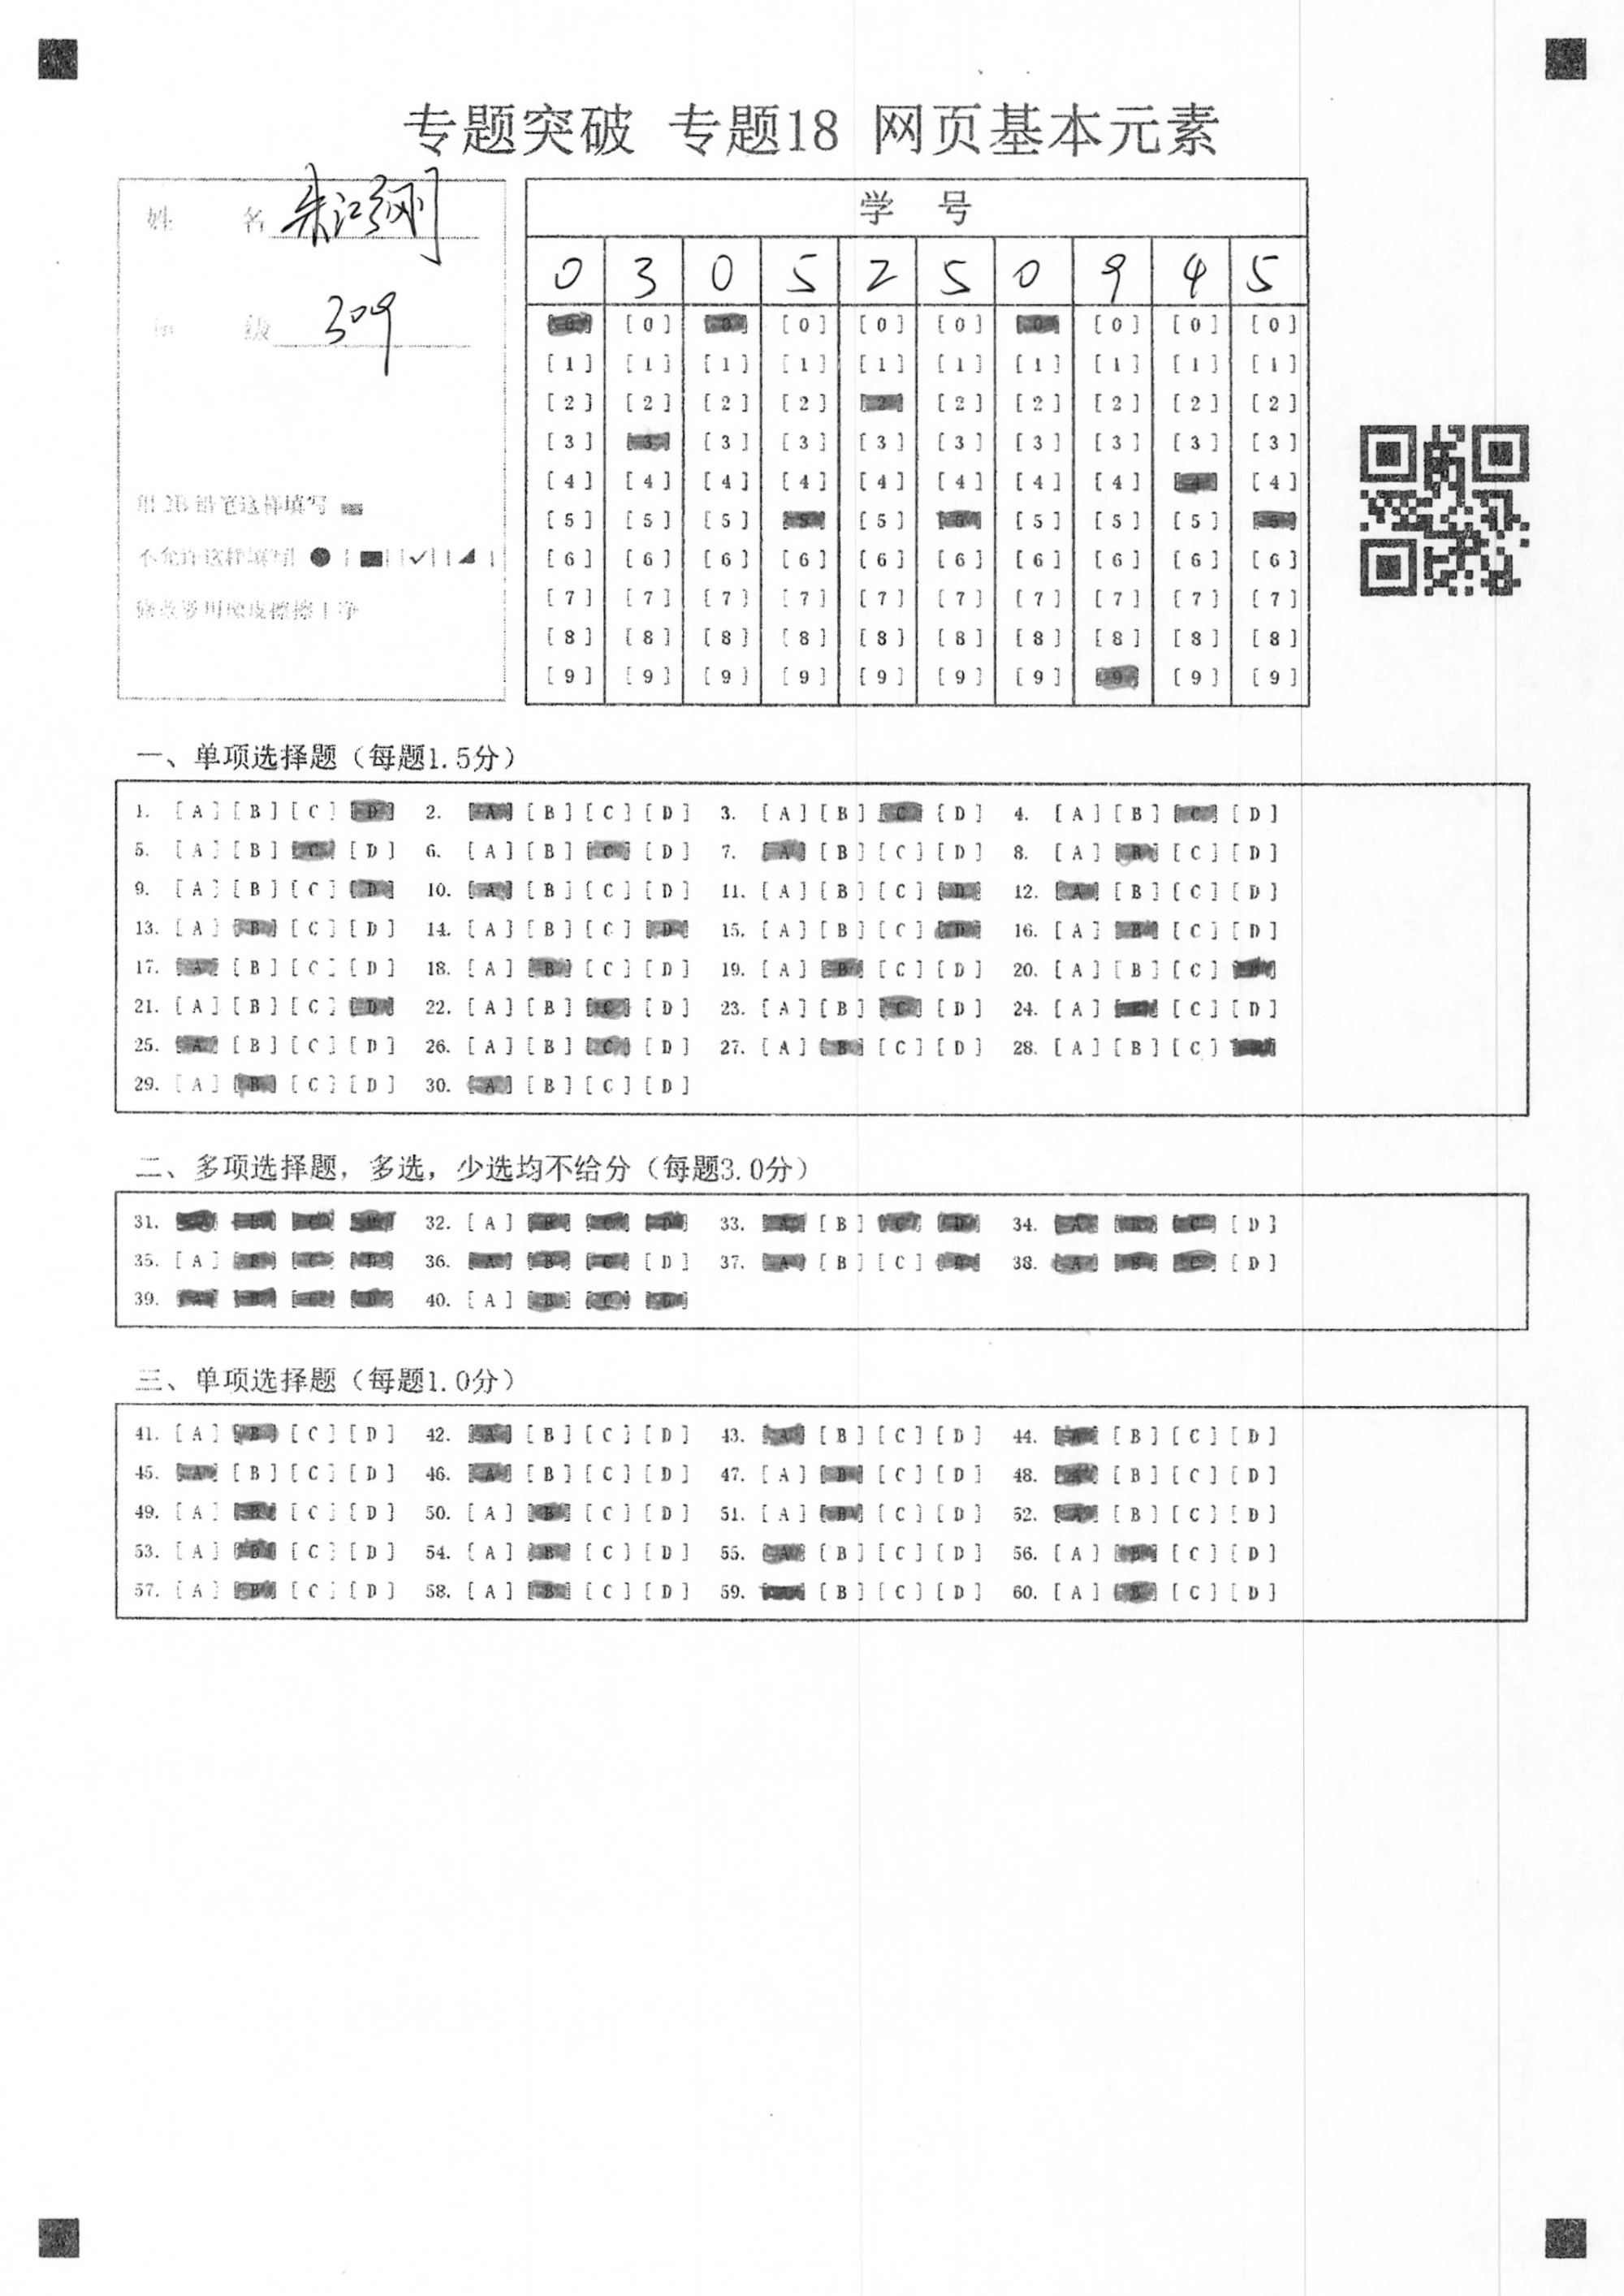 专题突破 专题18 网页基本元素
姓 名 朱江纲
级 309
用2B铅笔这样填写
不允许这样填写
修改要用橡皮擦擦干净
学 号
0 3 0 5 2 5 0 9 4 5
[0] [0] [0] [0] [0] [0] [0] [0] [0] [0]
[1] [1] [1] [1] [1] [1] [1] [1] [1] [1]
[2] [2] [2] [2] [2] [2] [2] [2] [2] [2]
[3] [3] [3] [3] [3] [3] [3] [3] [3] [3]
[4] [4] [4] [4] [4] [4] [4] [4] [4] [4]
[5] [5] [5] [5] [5] [5] [5] [5] [5] [5]
[6] [6] [6] [6] [6] [6] [6] [6] [6] [6]
[7] [7] [7] [7] [7] [7] [7] [7] [7] [7]
[8] [8] [8] [8] [8] [8] [8] [8] [8] [8]
[9] [9] [9] [9] [9] [9] [9] [9] [9] [9]
一、单项选择题（每题1.5分）
1. [A] [B] [C] [D] 2. [A] [B] [C] [D] 3. [A] [B] [C] [D] 4. [A] [B] [C] [D]
5. [A] [B] [C] [D] 6. [A] [B] [C] [D] 7. [A] [B] [C] [D] 8. [A] [B] [C] [D]
9. [A] [B] [C] [D] 10. [A] [B] [C] [D] 11. [A] [B] [C] [D] 12. [A] [B] [C] [D]
13. [A] [B] [C] [D] 14. [A] [B] [C] [D] 15. [A] [B] [C] [D] 16. [A] [B] [C] [D]
17. [A] [B] [C] [D] 18. [A] [B] [C] [D] 19. [A] [B] [C] [D] 20. [A] [B] [C] [D]
21. [A] [B] [C] [D] 22. [A] [B] [C] [D] 23. [A] [B] [C] [D] 24. [A] [B] [C] [D]
25. [A] [B] [C] [D] 26. [A] [B] [C] [D] 27. [A] [B] [C] [D] 28. [A] [B] [C] [D]
29. [A] [B] [C] [D] 30. [A] [B] [C] [D]
二、多项选择题，多选，少选均不给分（每题3.0分）
31. [A] [B] [C] [D] 32. [A] [B] [C] [D] 33. [A] [B] [C] [D] 34. [A] [B] [C] [D]
35. [A] [B] [C] [D] 36. [A] [B] [C] [D] 37. [A] [B] [C] [D] 38. [A] [B] [C] [D]
39. [A] [B] [C] [D] 40. [A] [B] [C] [D]
三、单项选择题（每题1.0分）
41. [A] [B] [C] [D] 42. [A] [B] [C] [D] 43. [A] [B] [C] [D] 44. [A] [B] [C] [D]
45. [A] [B] [C] [D] 46. [A] [B] [C] [D] 47. [A] [B] [C] [D] 48. [A] [B] [C] [D]
49. [A] [B] [C] [D] 50. [A] [B] [C] [D] 51. [A] [B] [C] [D] 52. [A] [B] [C] [D]
53. [A] [B] [C] [D] 54. [A] [B] [C] [D] 55. [A] [B] [C] [D] 56. [A] [B] [C] [D]
57. [A] [B] [C] [D] 58. [A] [B] [C] [D] 59. [A] [B] [C] [D] 60. [A] [B] [C] [D]